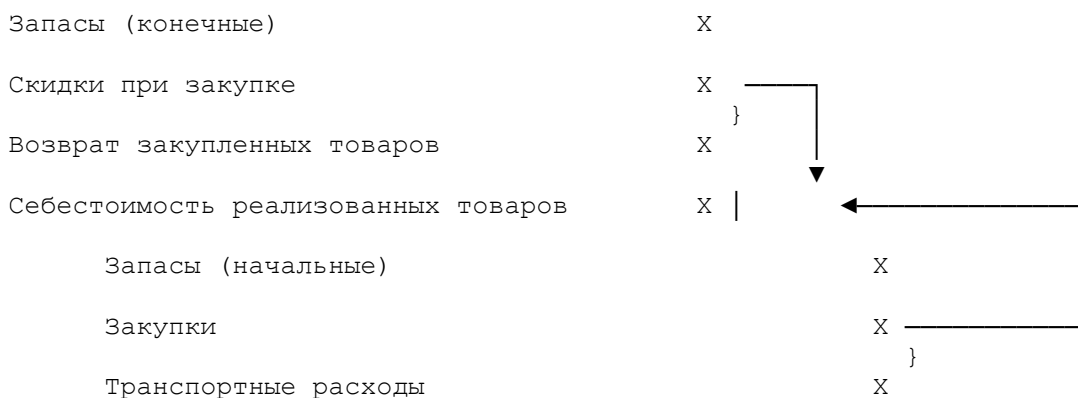 Запасы (конечные) X
Скидки при закупке X
}
Возврат закупленных товаров X
Себестоимость реализованных товаров X
Запасы (начальные) X
Закупки X
}
Транспортные расходы X